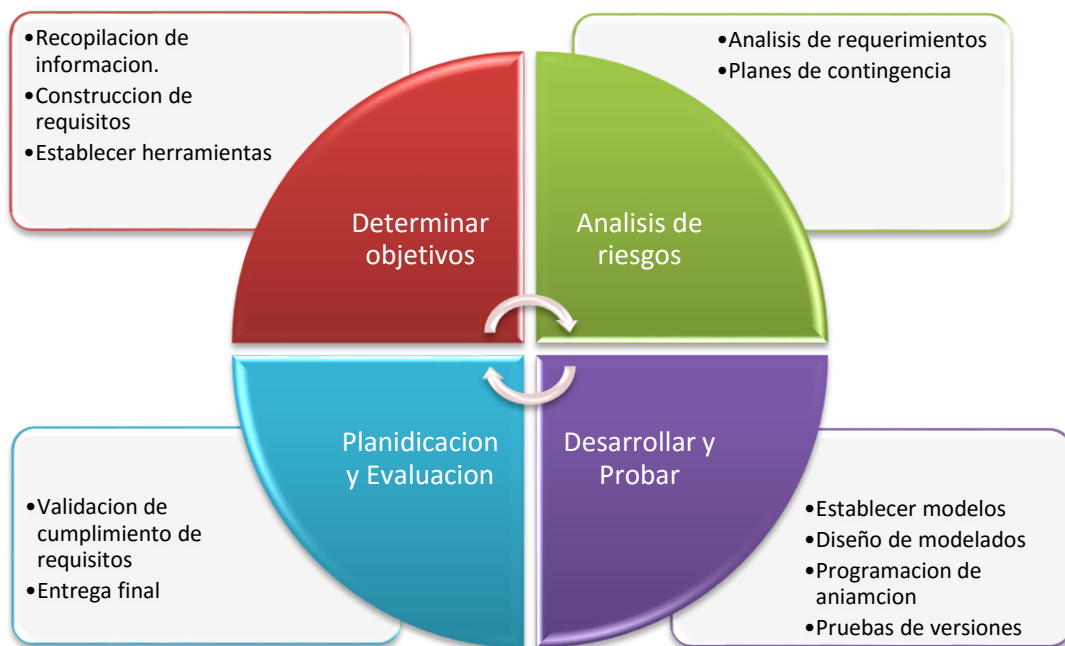 •Recopilacion de
informacion.
•Construccion de
requisitos
•Establecer herramientas
•Analisis de requerimientos
•Planes de contingencia
Determinar
objetivos
Analisis de
riesgos
Planidicacion
y Evaluacion
Desarrollar y
Probar
•Validacion de
cumplimiento de
requisitos
•Entrega final
•Establecer modelos
•Diseño de modelados
•Programacion de
aniamcion
•Pruebas de versiones